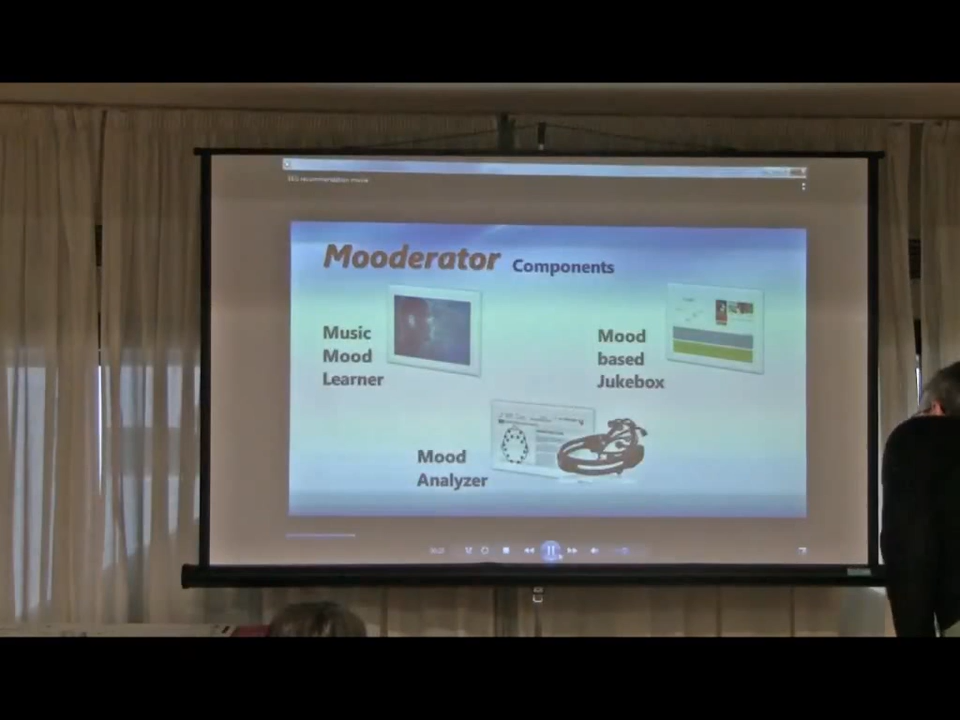 Mooderator Components
Music
Mood
Learner
Mood
based
Jukebox
Mood
Analyzer